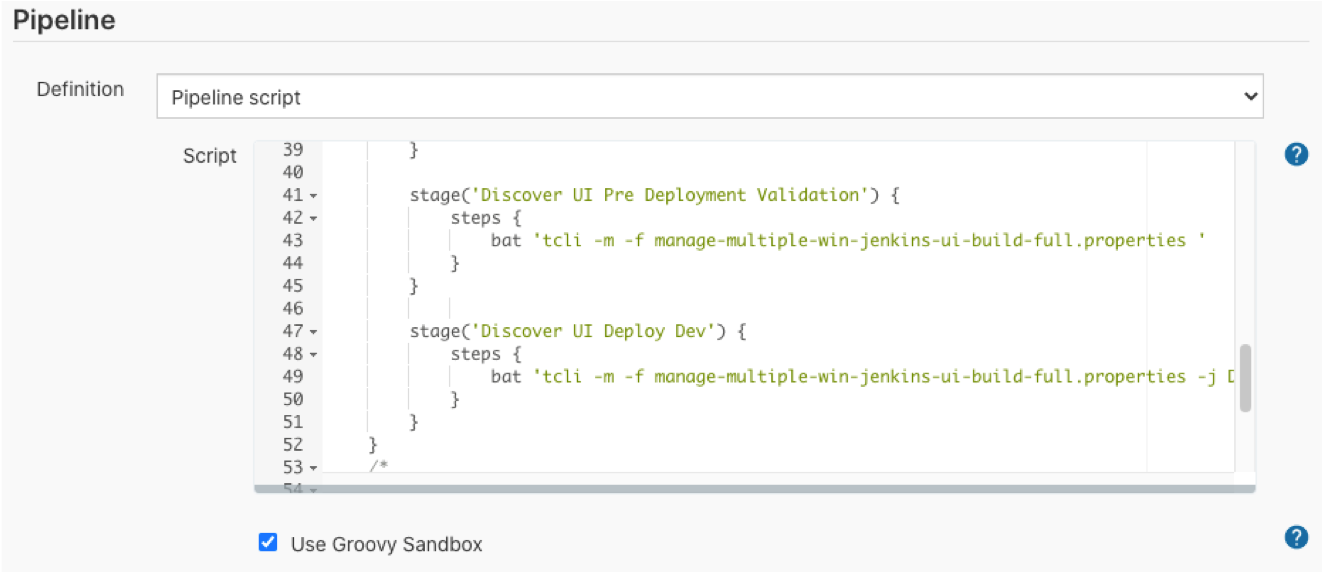 Pipeline
Definition
Pipeline script
Script
39 }
40
41 stage('Discover UI Pre Deployment Validation') {
42 steps {
43 bat 'tcli -m -f manage-multiple-win-jenkins-ui-build-full.properties '
44 }
45 }
46
47 stage('Discover UI Deploy Dev') {
48 steps {
49 bat 'tcli -m -f manage-multiple-win-jenkins-ui-build-full.properties -j D
50 }
51 }
52 }
53 /*
54
Use Groovy Sandbox